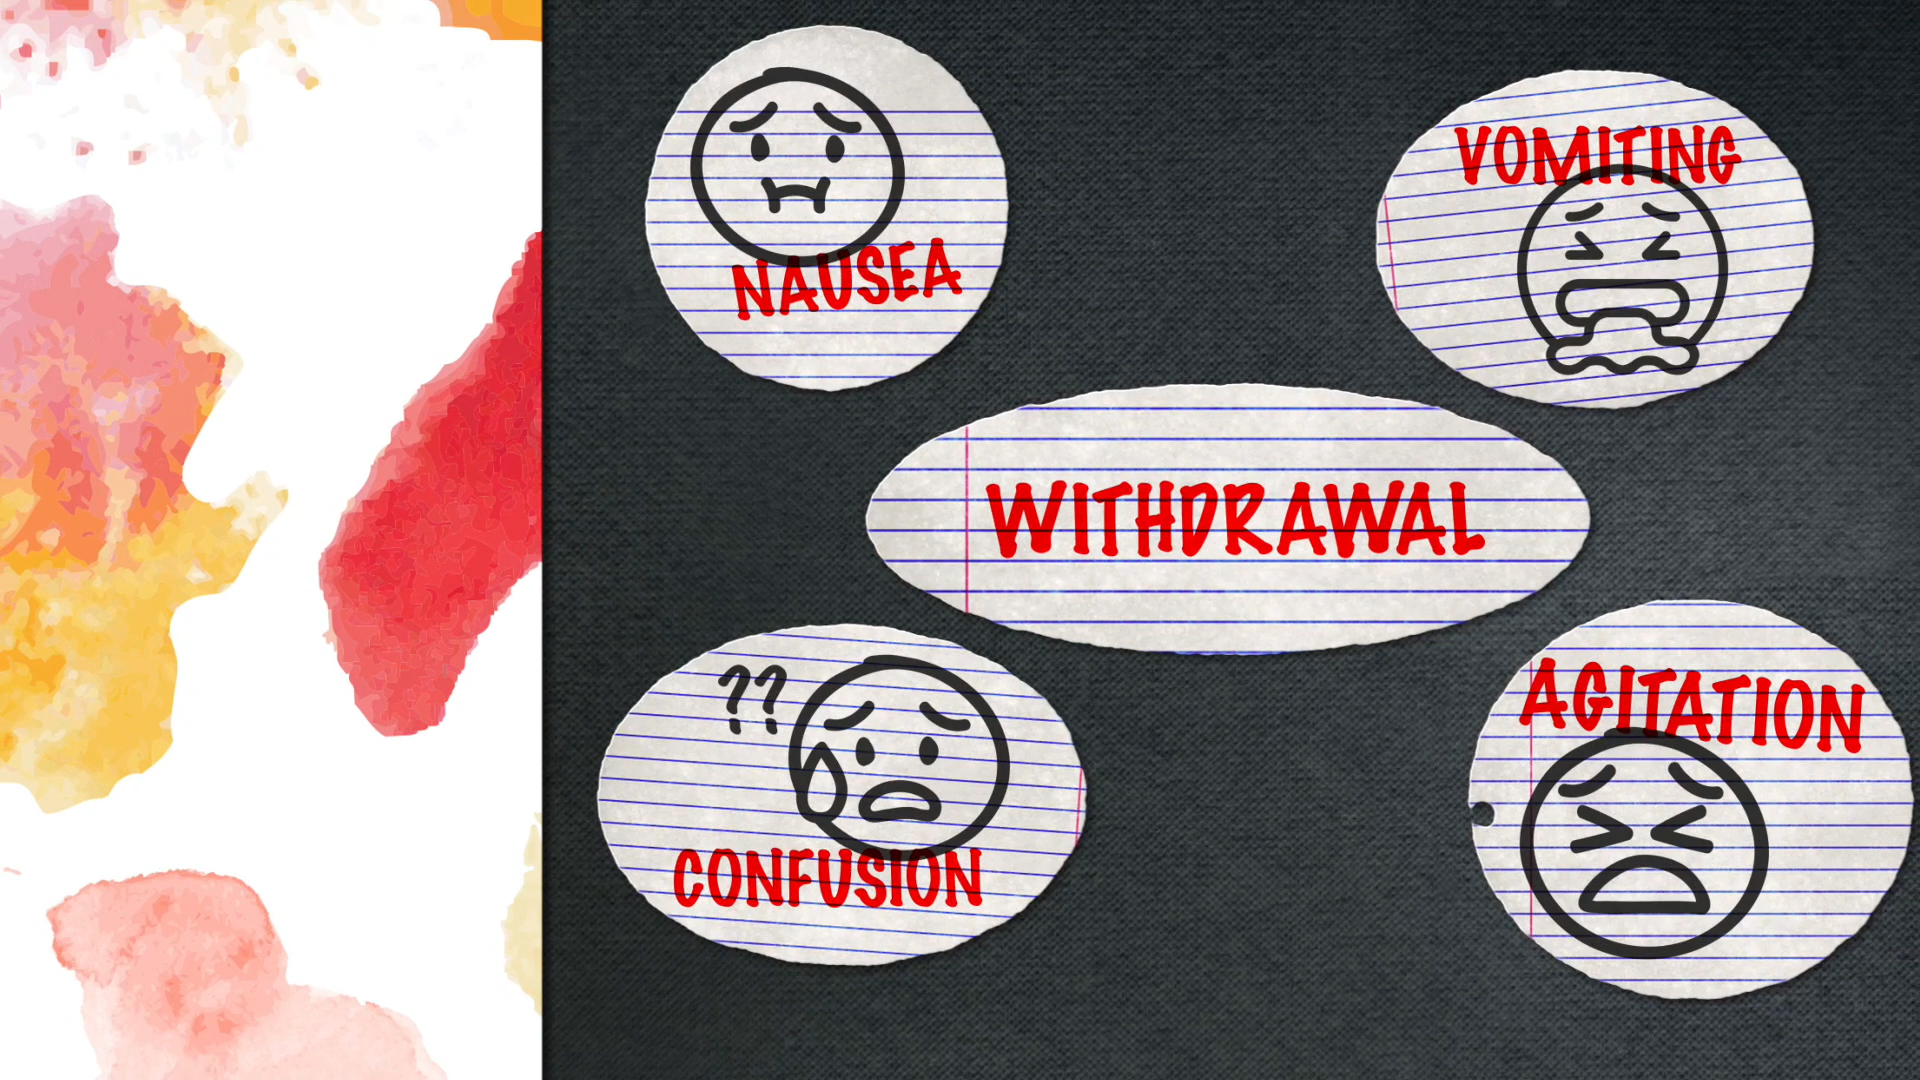 NAUSEA
VOMITING
WITHDRAWAL
??
CONFUSION
AGITATION